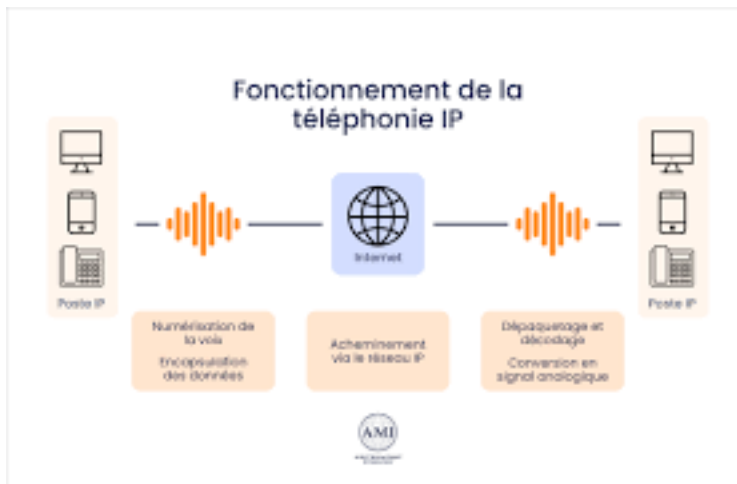 Fonctionnement de la
téléphonie IP
Poste IP
Internet
Poste IP
Numérisation de
la voix
Encapsulation
des données
Acheminement
via le réseau IP
Dépaquetage et
décodage
Conversion en
signal analogique
AMI